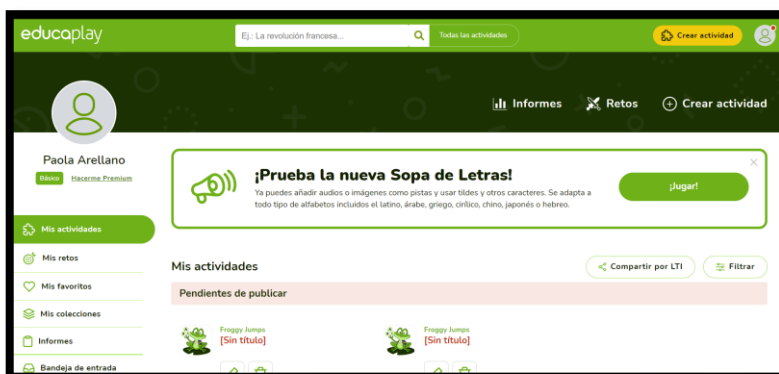 educaplay
Ej.: La revolución francesa...
Todas las actividades
Crear actividad
Informes
Retos
Crear actividad
Paola Arellano
Básico
Hacerme Premium
¡Prueba la nueva Sopa de Letras!
Ya puedes añadir audios o imágenes como pistas y usar tildes y otros caracteres. Se adapta a
todo tipo de alfabetos incluidos el latino, árabe, griego, cirílico, chino, japonés o hebreo.
¡Jugar!
Mis actividades
Mis retos
Mis favoritos
Mis colecciones
Informes
Bandeja de entrada
Mis actividades
Compartir por LTI
Filtrar
Pendientes de publicar
Froggy Jumps
[Sin título]
Froggy Jumps
[Sin título]